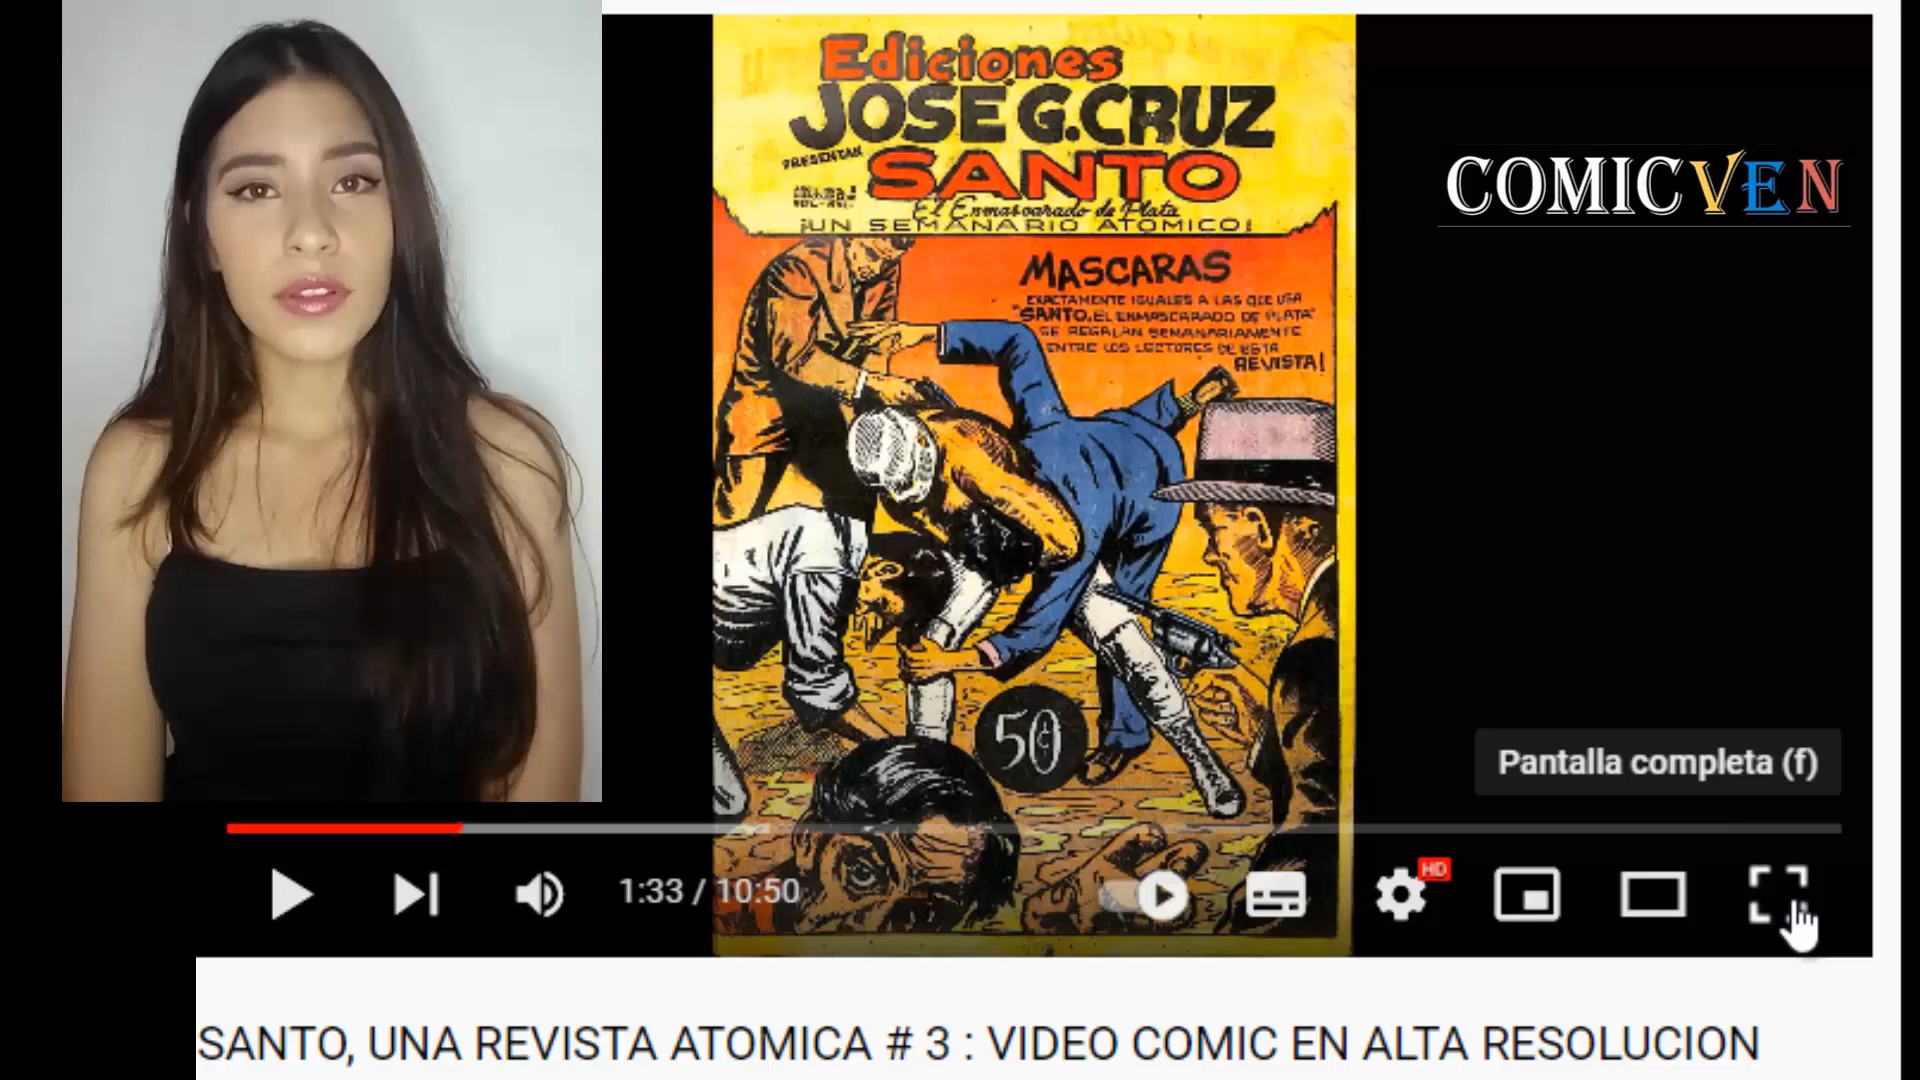 Ediciones
JOSE G. CRUZ
PRESENTAN
SANTO
El Enmascarado de Plata
¡UN SEMANARIO ATOMICO!
MASCARAS
EXACTAMENTE IGUALES A LAS QUE USA
"SANTO, EL ENMASCARADO DE PLATA"
SE REGALAN SEMANARIAMENTE
ENTRE LOS LECTORES DE ESTA
REVISTA!
50¢
COMICVEN
Pantalla completa (f)
1:33 / 10:50
HD
SANTO, UNA REVISTA ATOMICA # 3 : VIDEO COMIC EN ALTA RESOLUCION